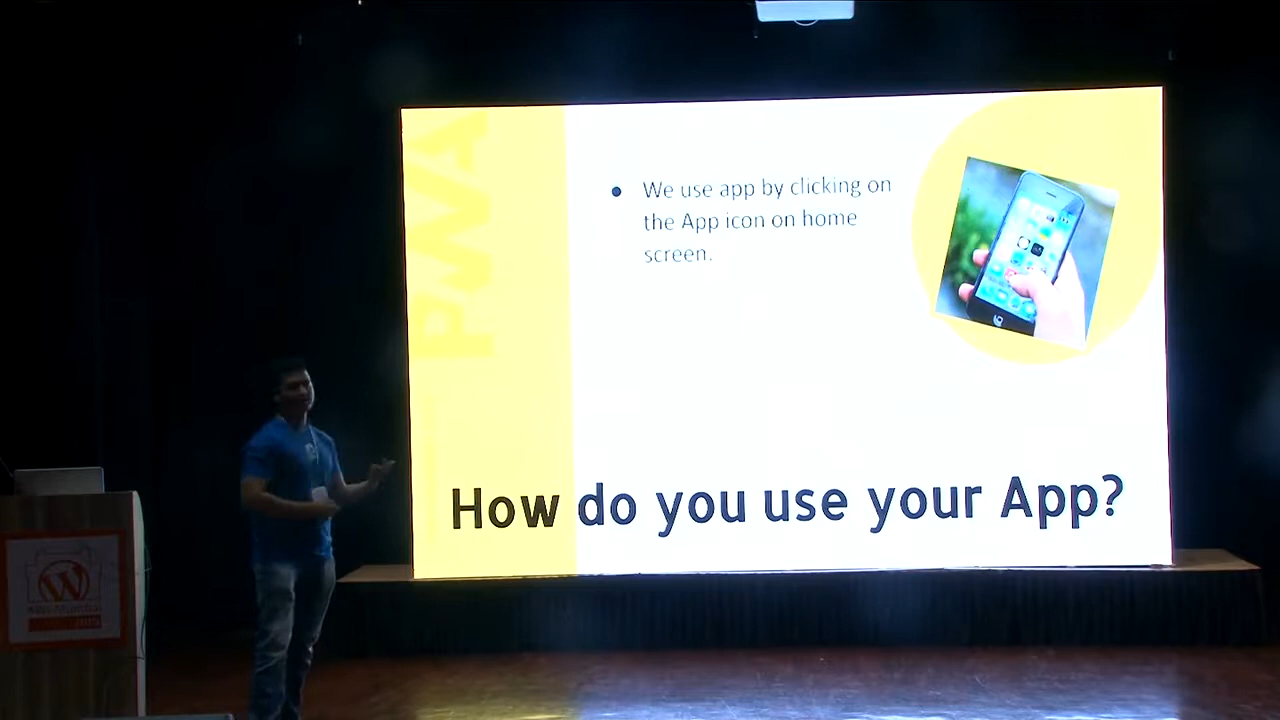 PWA
We use app by clicking on
the App icon on home
screen.
How do you use your App?